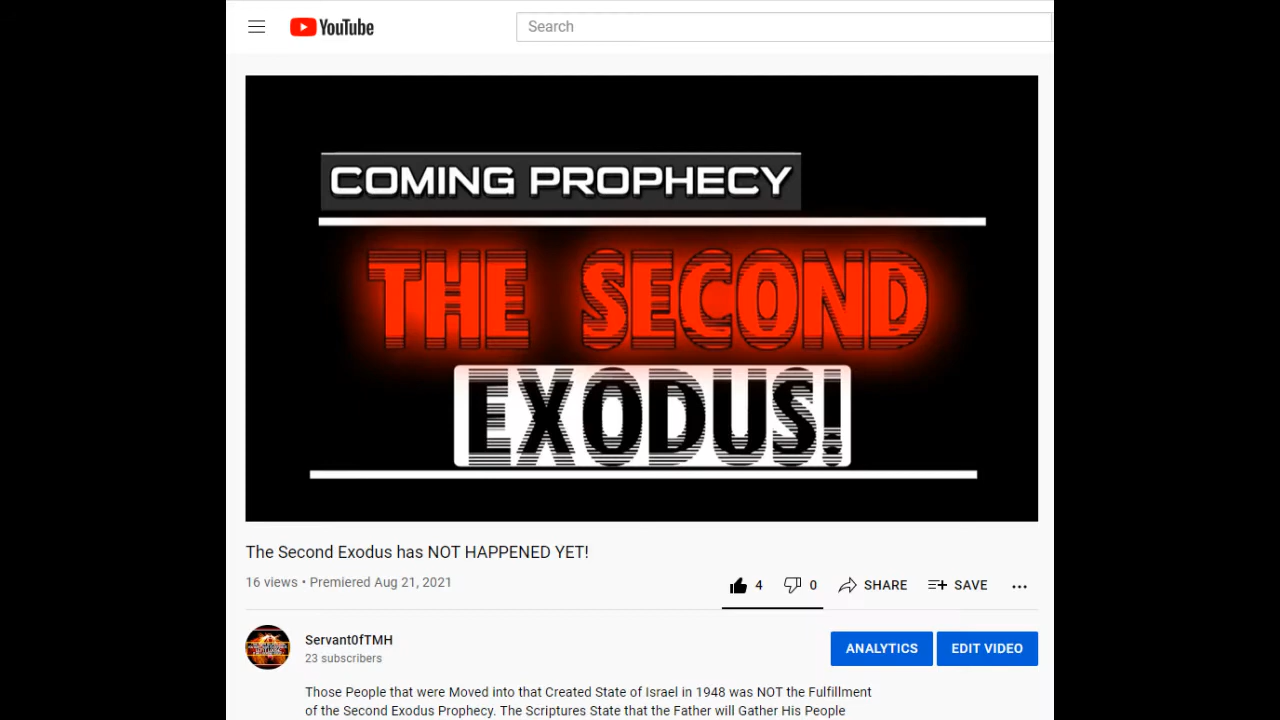 YouTube
Search
COMING PROPHECY
THE SECOND
EXODUS!
The Second Exodus has NOT HAPPENED YET!
16 views • Premiered Aug 21, 2021
4 0 SHARE SAVE
Servant0fTMH
23 subscribers
ANALYTICS EDIT VIDEO
Those People that were Moved into that Created State of Israel in 1948 was NOT the Fulfillment
of the Second Exodus Prophecy. The Scriptures State that the Father will Gather His People